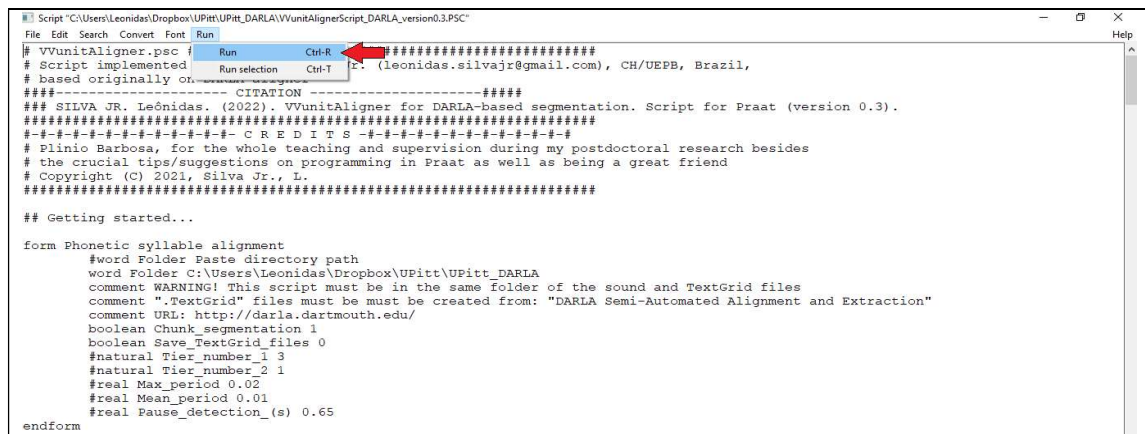 Script "C:\Users\Leonidas\Dropbox\UPitt\UPitt_DARLA\VVunitAlignerScript_DARLA_version0.3.PSC"
File Edit Search Convert Font Run Help
# VVunitAligner.psc # ##########################
Run Ctrl-R
# Script implemented r. (leonidas.silvajr@gmail.com), CH/UEPB, Brazil,
Run selection Ctrl-T
# based originally on DARLA aligner
####--------------------- CITATION ---------------------#####
### SILVA JR. Leônidas. (2022). VVunitAligner for DARLA-based segmentation. Script for Praat (version 0.3).
######################################################################
#-#-#-#-#-#-#-#-#-#-#-#-#- C R E D I T S -#-#-#-#-#-#-#-#-#-#-#-#-#
# Plinio Barbosa, for the whole teaching and supervision during my postdoctoral research besides
# the crucial tips/suggestions on programming in Praat as well as being a great friend
# Copyright (C) 2021, Silva Jr., L.
######################################################################
## Getting started...
form Phonetic syllable alignment
#word Folder Paste directory path
word Folder C:\Users\Leonidas\Dropbox\UPitt\UPitt_DARLA
comment WARNING! This script must be in the same folder of the sound and TextGrid files
comment ".TextGrid" files must be must be created from: "DARLA Semi-Automated Alignment and Extraction"
comment URL: http://darla.dartmouth.edu/
boolean Chunk_segmentation 1
boolean Save_TextGrid_files 0
#natural Tier_number_1 3
#natural Tier_number_2 1
#real Max_period 0.02
#real Mean_period 0.01
#real Pause_detection_(s) 0.65
endform